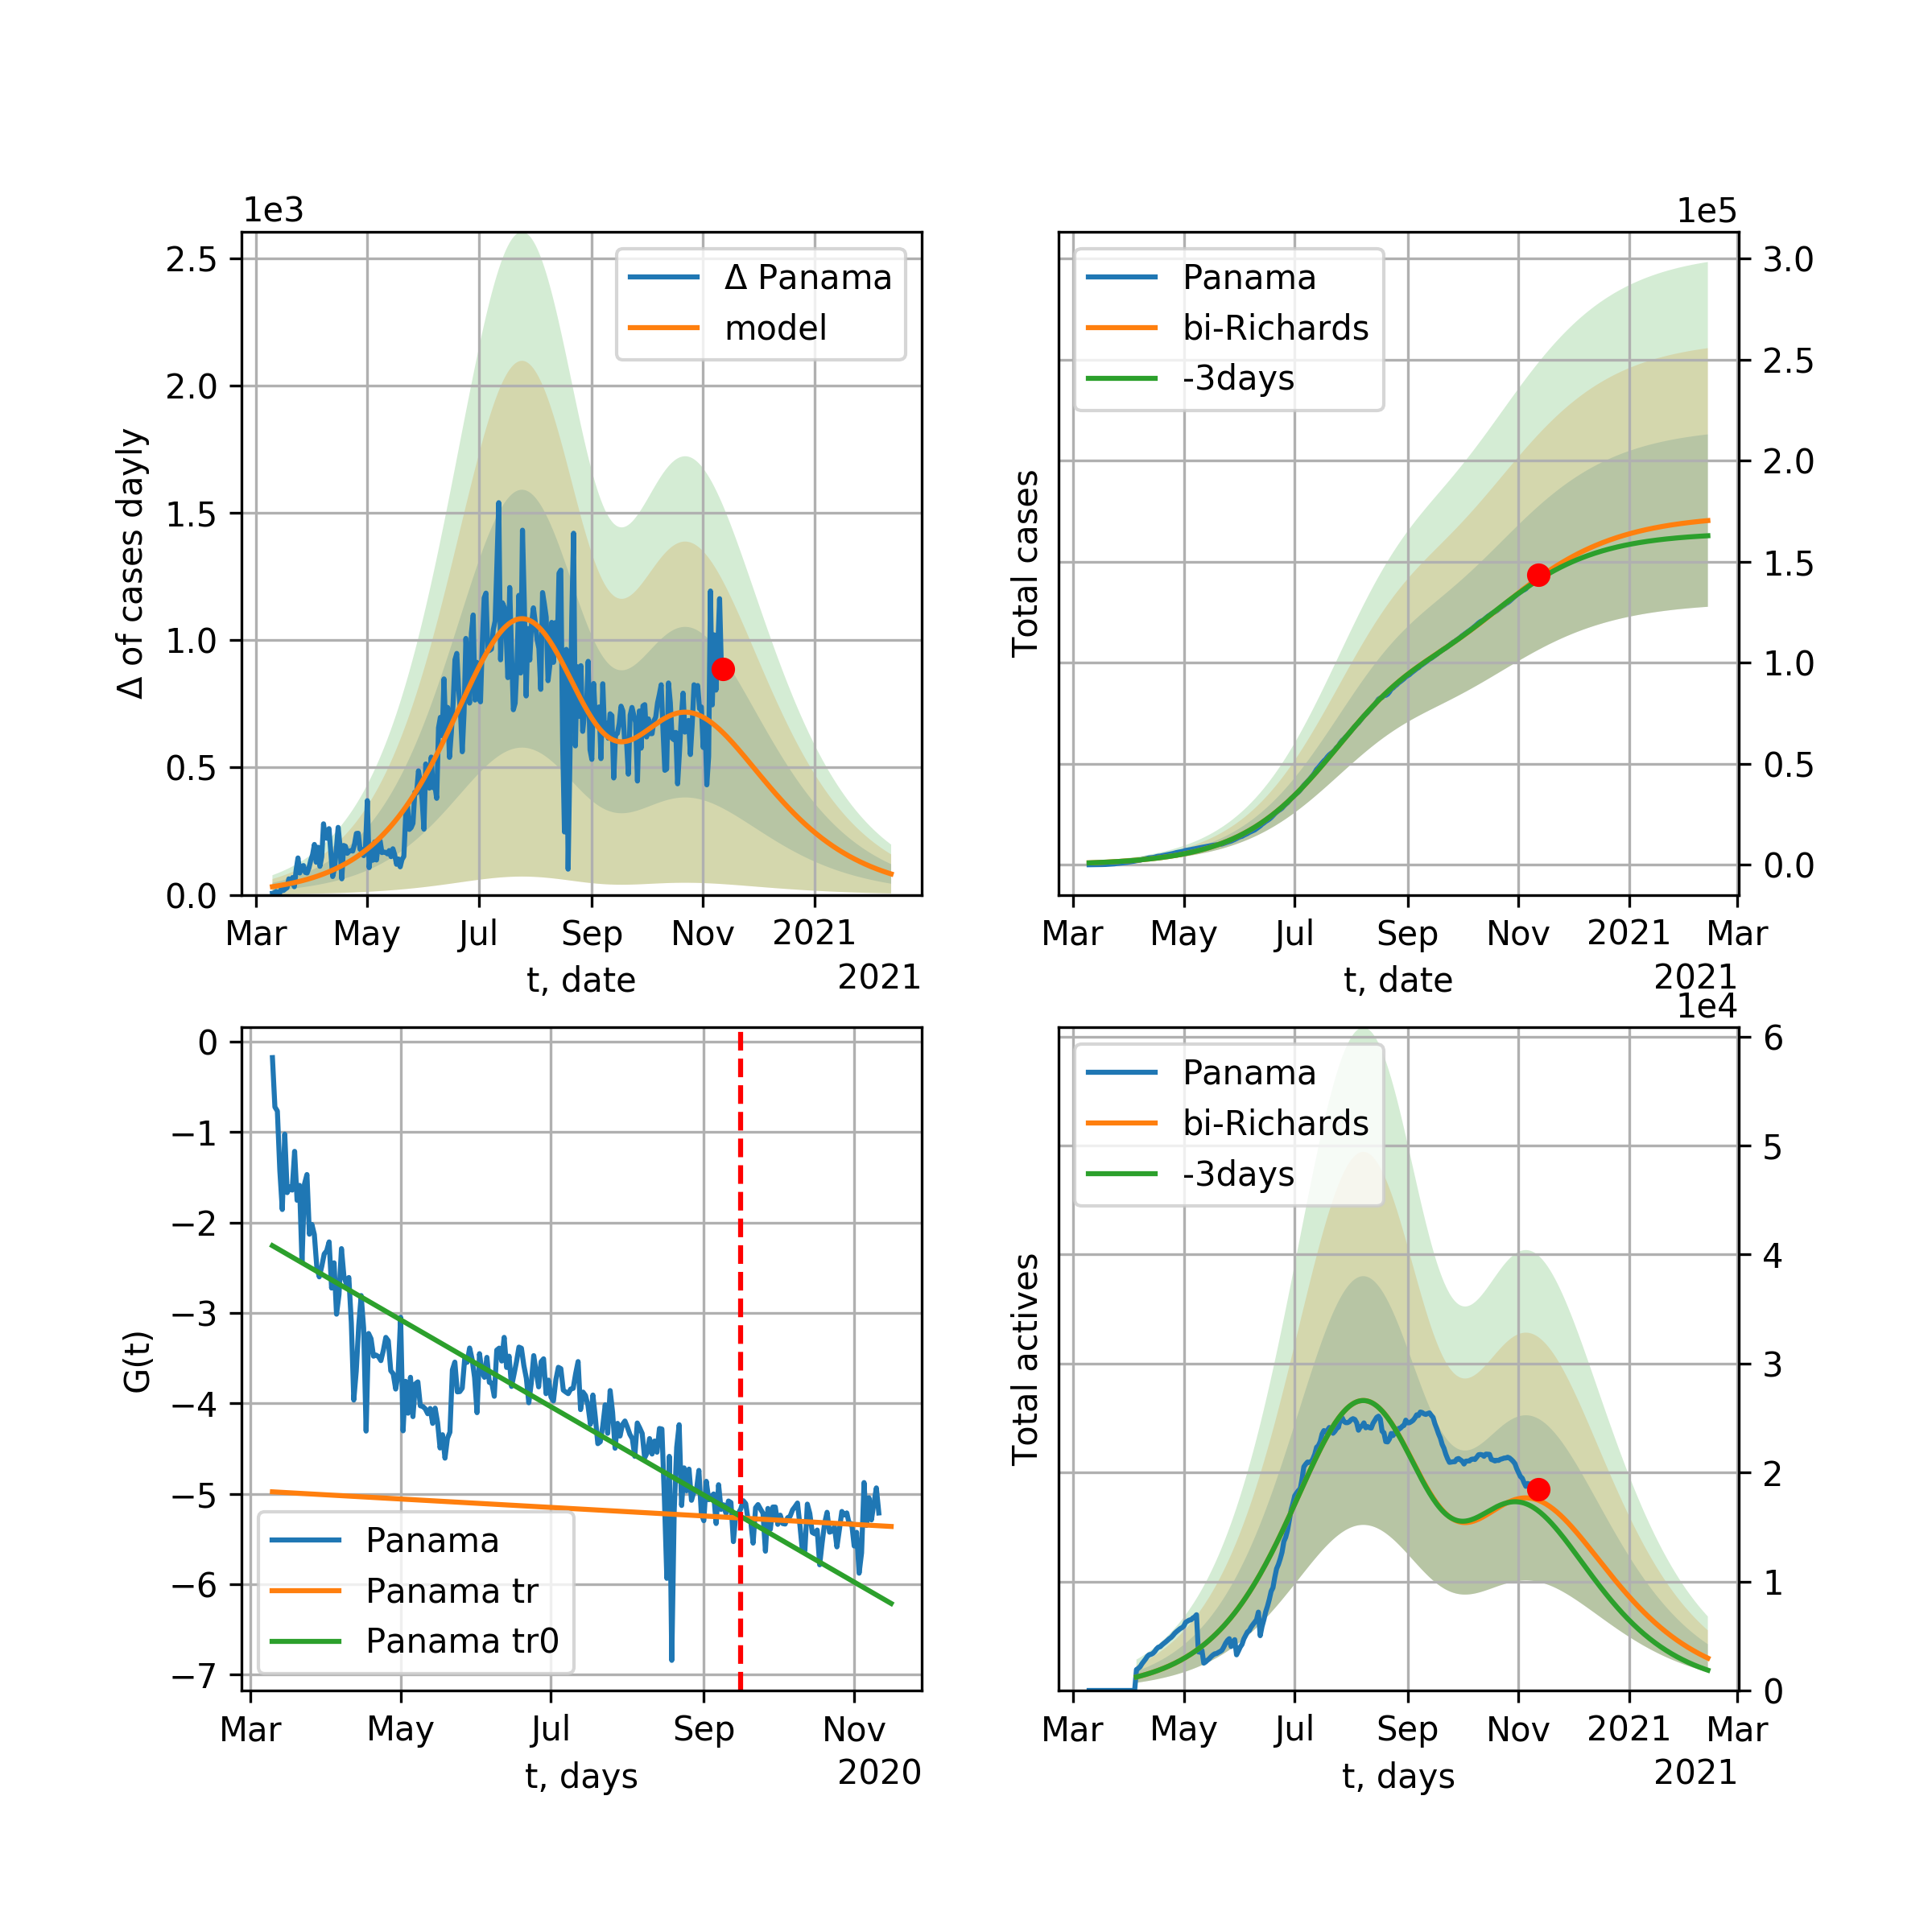 1e3
2.5
2.0
1.5
1.0
0.5
0.0
Δ of cases dayly
Δ Panama
model
Mar May Jul Sep Nov 2021
t, date
2021
1e5
Panama
bi-Richards
-3days
Total cases
3.0
2.5
2.0
1.5
1.0
0.5
0.0
Mar May Jul Sep Nov 2021 Mar
t, date
2021
0
−1
−2
−3
−4
−5
−6
−7
G(t)
Panama
Panama tr
Panama tr0
Mar May Jul Sep Nov
t, days
2020
1e4
Panama
bi-Richards
-3days
Total actives
6
5
4
3
2
1
0
Mar May Jul Sep Nov 2021 Mar
t, days
2021